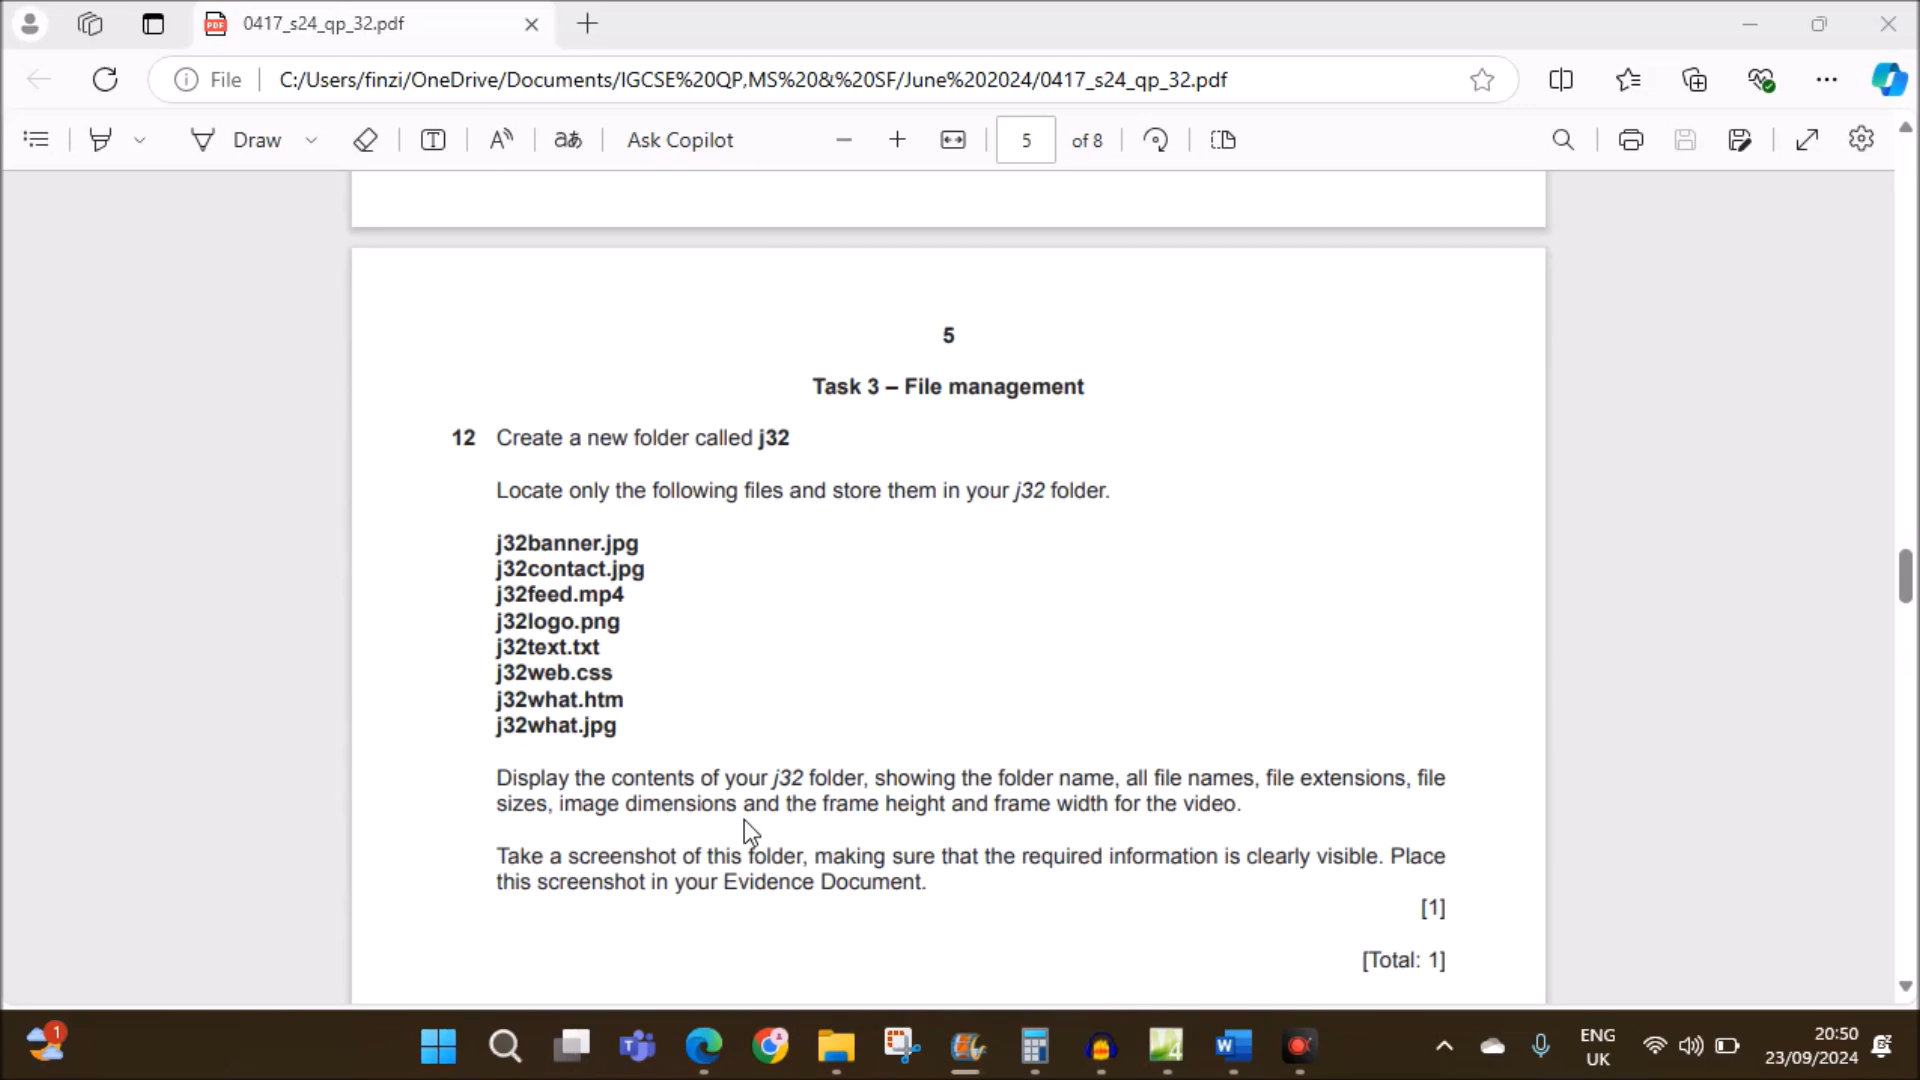 0417_s24_qp_32.pdf
File
C:/Users/finzi/OneDrive/Documents/IGCSE%20QP,MS%20&%20SF/June%202024/0417_s24_qp_32.pdf
Draw
Ask Copilot
5
of 8
5
Task 3 – File management
12 Create a new folder called j32
Locate only the following files and store them in your j32 folder.
j32banner.jpg
j32contact.jpg
j32feed.mp4
j32logo.png
j32text.txt
j32web.css
j32what.htm
j32what.jpg
Display the contents of your j32 folder, showing the folder name, all file names, file extensions, file
sizes, image dimensions and the frame height and frame width for the video.
Take a screenshot of this folder, making sure that the required information is clearly visible. Place
this screenshot in your Evidence Document.
[1]
[Total: 1]
1
ENG
UK
20:50
23/09/2024